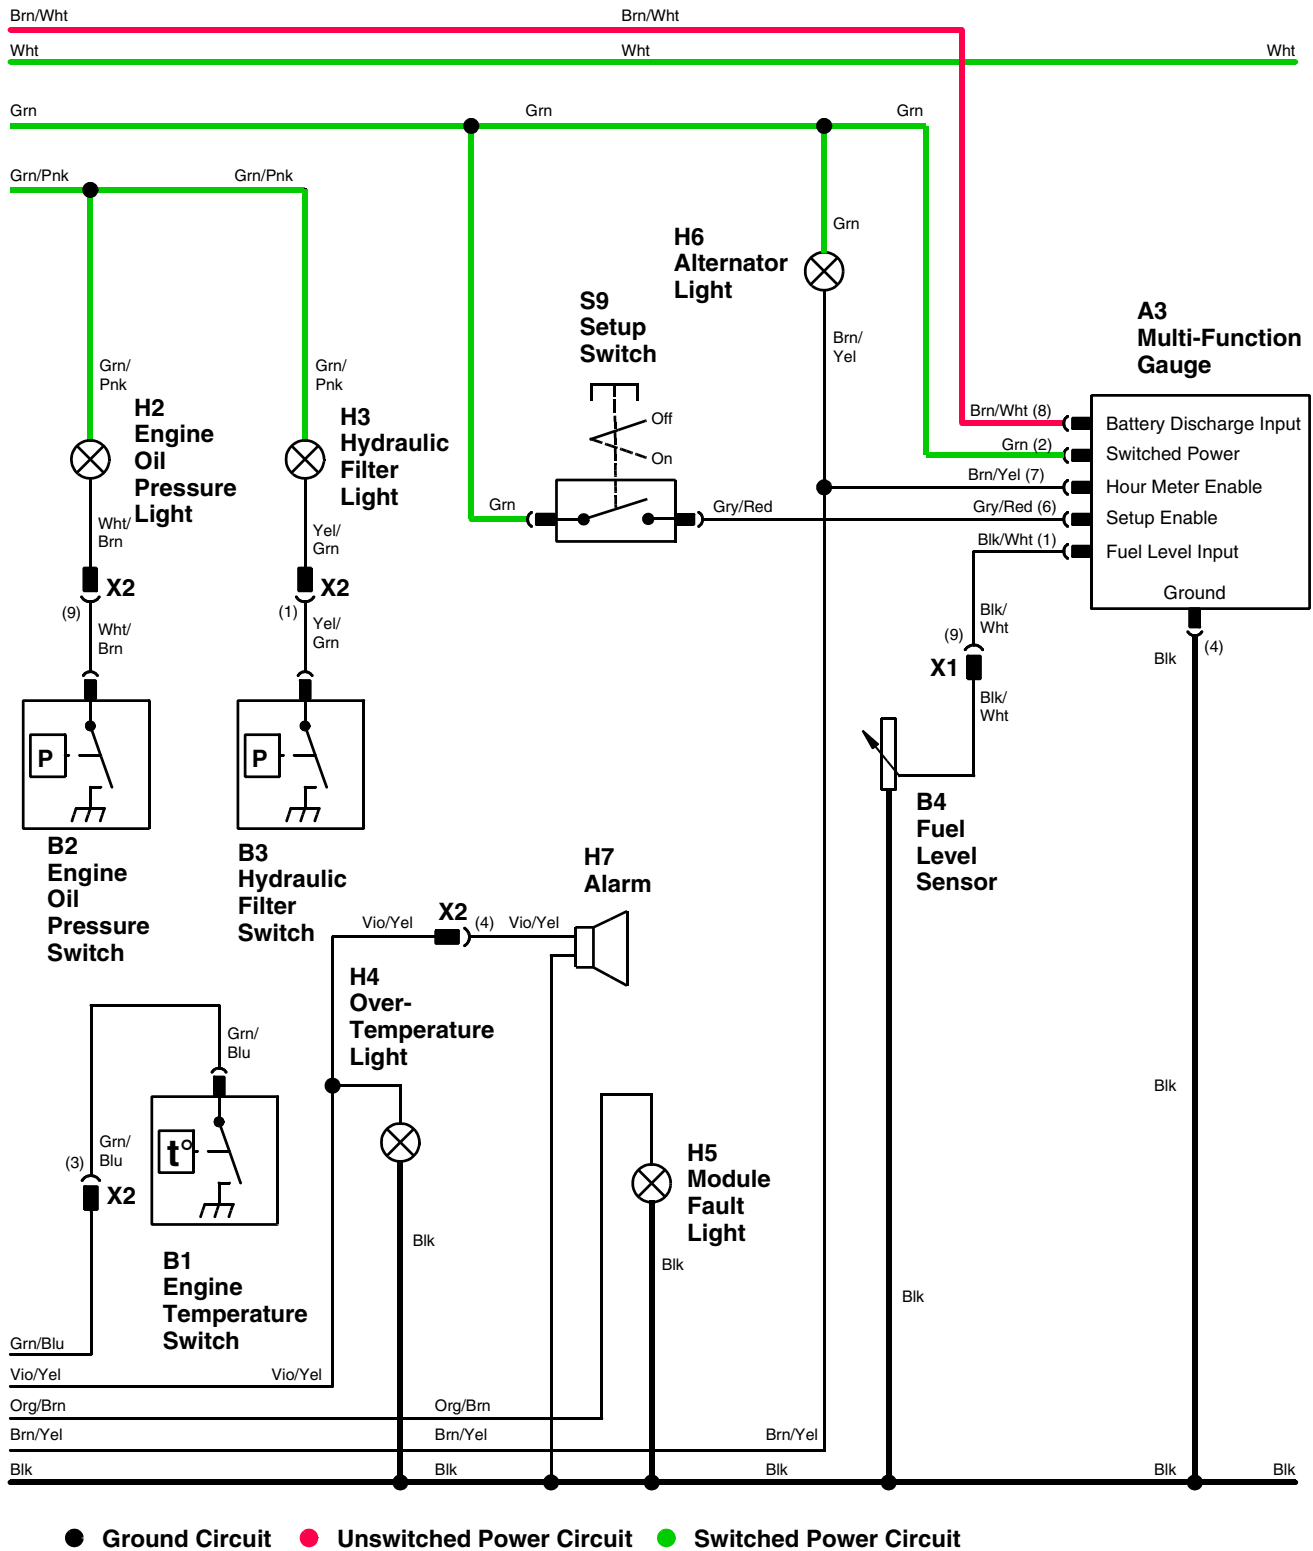 Brn/Wht Brn/Wht
Wht Wht Wht
Grn Grn Grn
Grn/Pnk Grn/Pnk
Grn
H6
Alternator
Light
S9
Setup
Switch
A3
Multi-Function
Gauge
Brn/
Yel
Grn/
Pnk
Grn/
Pnk
H2
Engine
Oil
Pressure
Light
H3
Hydraulic
Filter
Light
Off
On
Brn/Wht (8) Battery Discharge Input
Grn (2) Switched Power
Brn/Yel (7) Hour Meter Enable
Grn Gry/Red Gry/Red (6) Setup Enable
Blk/Wht (1) Fuel Level Input
Ground
Wht/
Brn
Yel/
Grn
X2
(9)
X2
(1)
Wht/
Brn
Yel/
Grn
Blk/
Wht
(9)
X1
Blk/
Wht
Blk (4)
P
P
B2
Engine
Oil
Pressure
Switch
B3
Hydraulic
Filter
Switch
B4
Fuel
Level
Sensor
H7
Alarm
Vio/Yel X2 (4) Vio/Yel
H4
Over-
Temperature
Light
Grn/
Blu
t°
Grn/
Blu
(3)
X2
Blk
H5
Module
Fault
Light
Blk
Blk
Blk
B1
Engine
Temperature
Switch
Grn/Blu
Vio/Yel Vio/Yel
Org/Brn Org/Brn
Brn/Yel Brn/Yel Brn/Yel
Blk Blk Blk Blk Blk
Ground Circuit Unswitched Power Circuit Switched Power Circuit